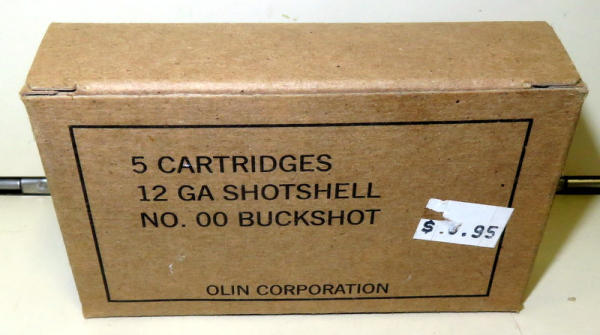 5 CARTRIDGES
12 GA SHOTSHELL
NO. 00 BUCKSHOT
.95
OLIN CORPORATION